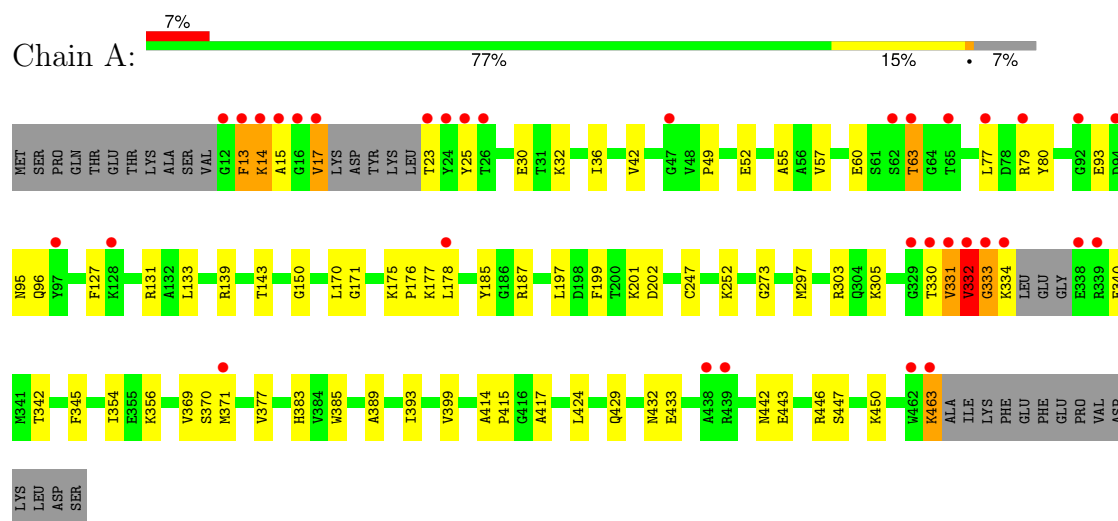 7%
Chain A:
77% 15% • 7%
MET SER PRO GLN THR GLU THR LYS ALA SER VAL G12 F13 K14 A15 G16 V17 LYS ASP TYR LYS LEU T23 Y24 Y25 T26 E30 T31 K32 I36 V42 G47 V48 P49 E52 A55 A56 V57 E60 S61 S62 T63 G64 T65 L77 D78 R79 Y80 G92 E93 D94
N95 Q96 Y97 F127 K128 R131 A132 L133 R139 T143 G150 L170 G171 K175 P176 K177 L178 Y185 G186 R187 L197 D198 F199 T200 K201 D202 C247 K252 G273 M297 R303 Q304 K305 G329 T330 V331 V332 G333 K334 LEU GLU GLY E338 R339
M341 T342 F345 I354 E355 K356 V369 S370 M371 V377 H383 V384 W385 A389 I393 V399 A414 P415 G416 A417 L424 Q429 N432 E433 A438 R439 N442 E443 R446 S447 K450 W462 K463 ALA ILE LYS PHE GLU PHE GLU PRO VAL ASP
LYS LEU ASP SER